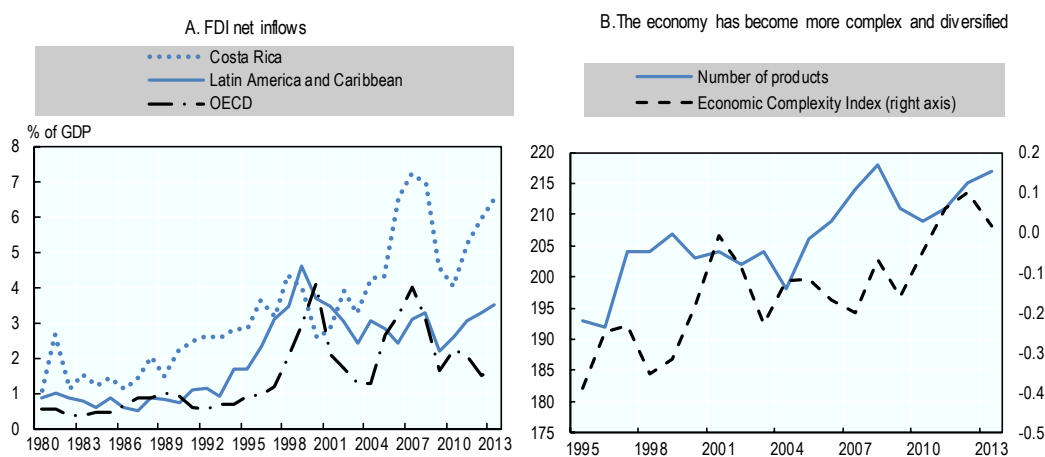 A. FDI net inflows
Costa Rica
Latin America and Caribbean
OECD
% of GDP
8
7
6
5
4
3
2
1
0
1980 1983 1986 1989 1992 1995 1998 2001 2004 2007 2010 2013
B.The economy has become more complex and diversified
Number of products
Economic Complexity Index (right axis)
220
215
210
205
200
195
190
185
180
175
0.2
0.1
0.0
-0.1
-0.2
-0.3
-0.4
-0.5
1995 1998 2001 2004 2007 2010 2013